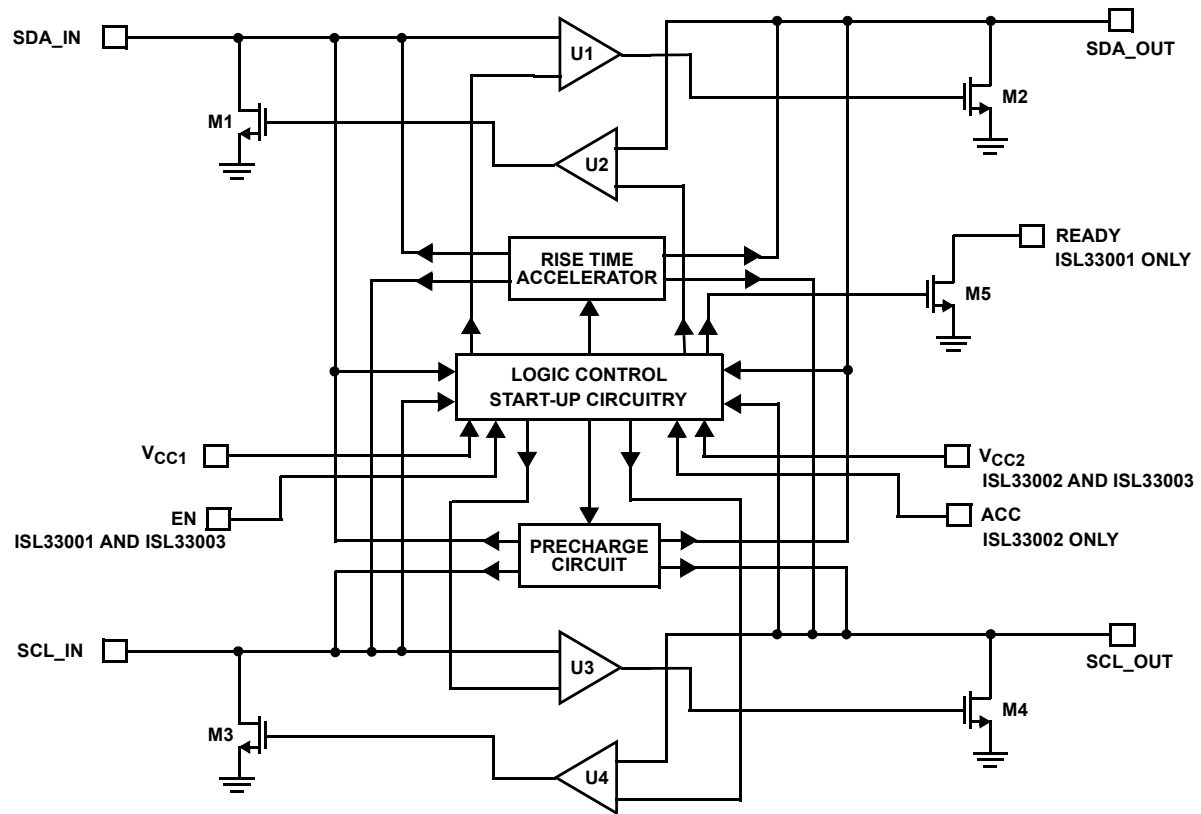 SDA_IN
U1
SDA_OUT
M1
M2
U2
RISE TIME
ACCELERATOR
READY
ISL33001 ONLY
M5
LOGIC CONTROL
START-UP CIRCUITRY
VCC1
VCC2
ISL33002 AND ISL33003
EN
ISL33001 AND ISL33003
ACC
ISL33002 ONLY
PRECHARGE
CIRCUIT
SCL_IN
U3
SCL_OUT
M3
M4
U4